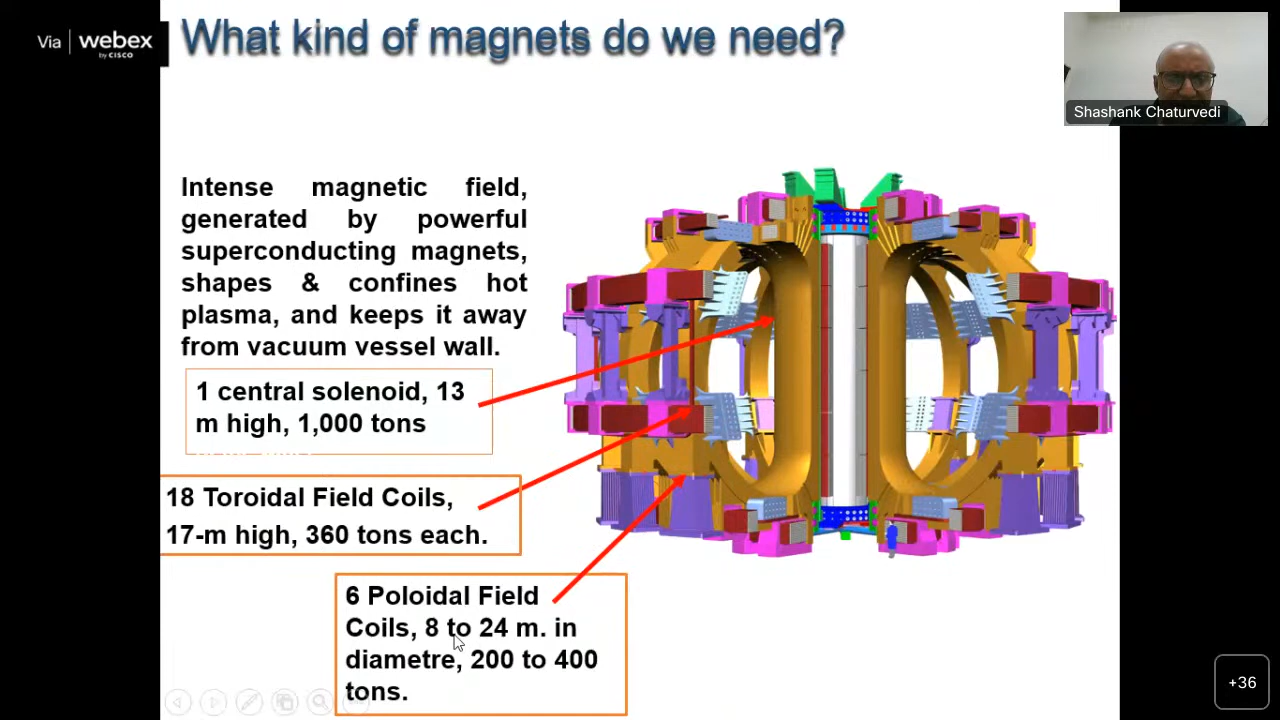 Via webex
by CISCO
What kind of magnets do we need?
Shashank Chaturvedi
Intense magnetic field,
generated by powerful
superconducting magnets,
shapes & confines hot
plasma, and keeps it away
from vacuum vessel wall.
1 central solenoid, 13
m high, 1,000 tons
18 Toroidal Field Coils,
17-m high, 360 tons each.
6 Poloidal Field
Coils, 8 to 24 m. in
diametre, 200 to 400
tons.
+36